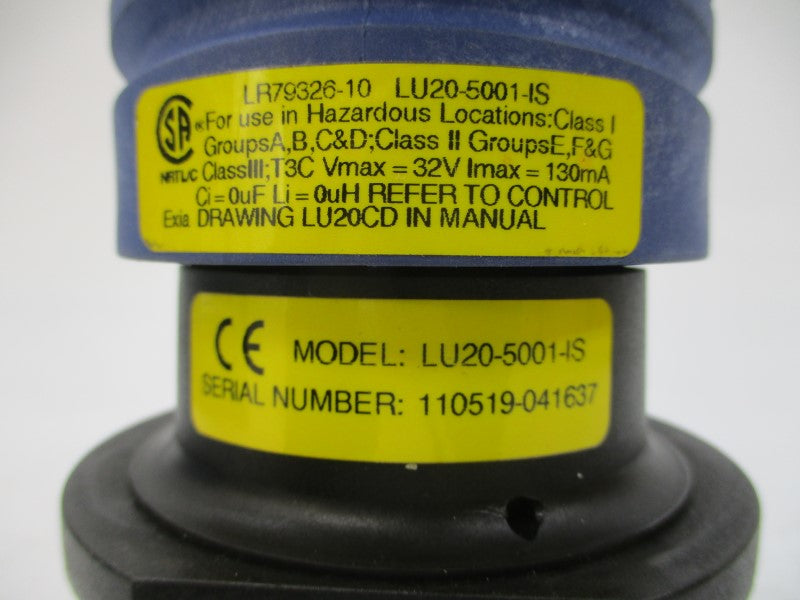 LR79326-10 LU20-5001-IS
SA ® For use in Hazardous Locations:Class I
GroupsA,B,C&D;Class II GroupsE,F&G
NRTL/C ClassIII;T3C Vmax = 32V Imax = 130mA
Ci = 0uF Li = 0uH REFER TO CONTROL
Exia DRAWING LU20CD IN MANUAL
CE MODEL: LU20-5001-IS
SERIAL NUMBER: 110519-041637